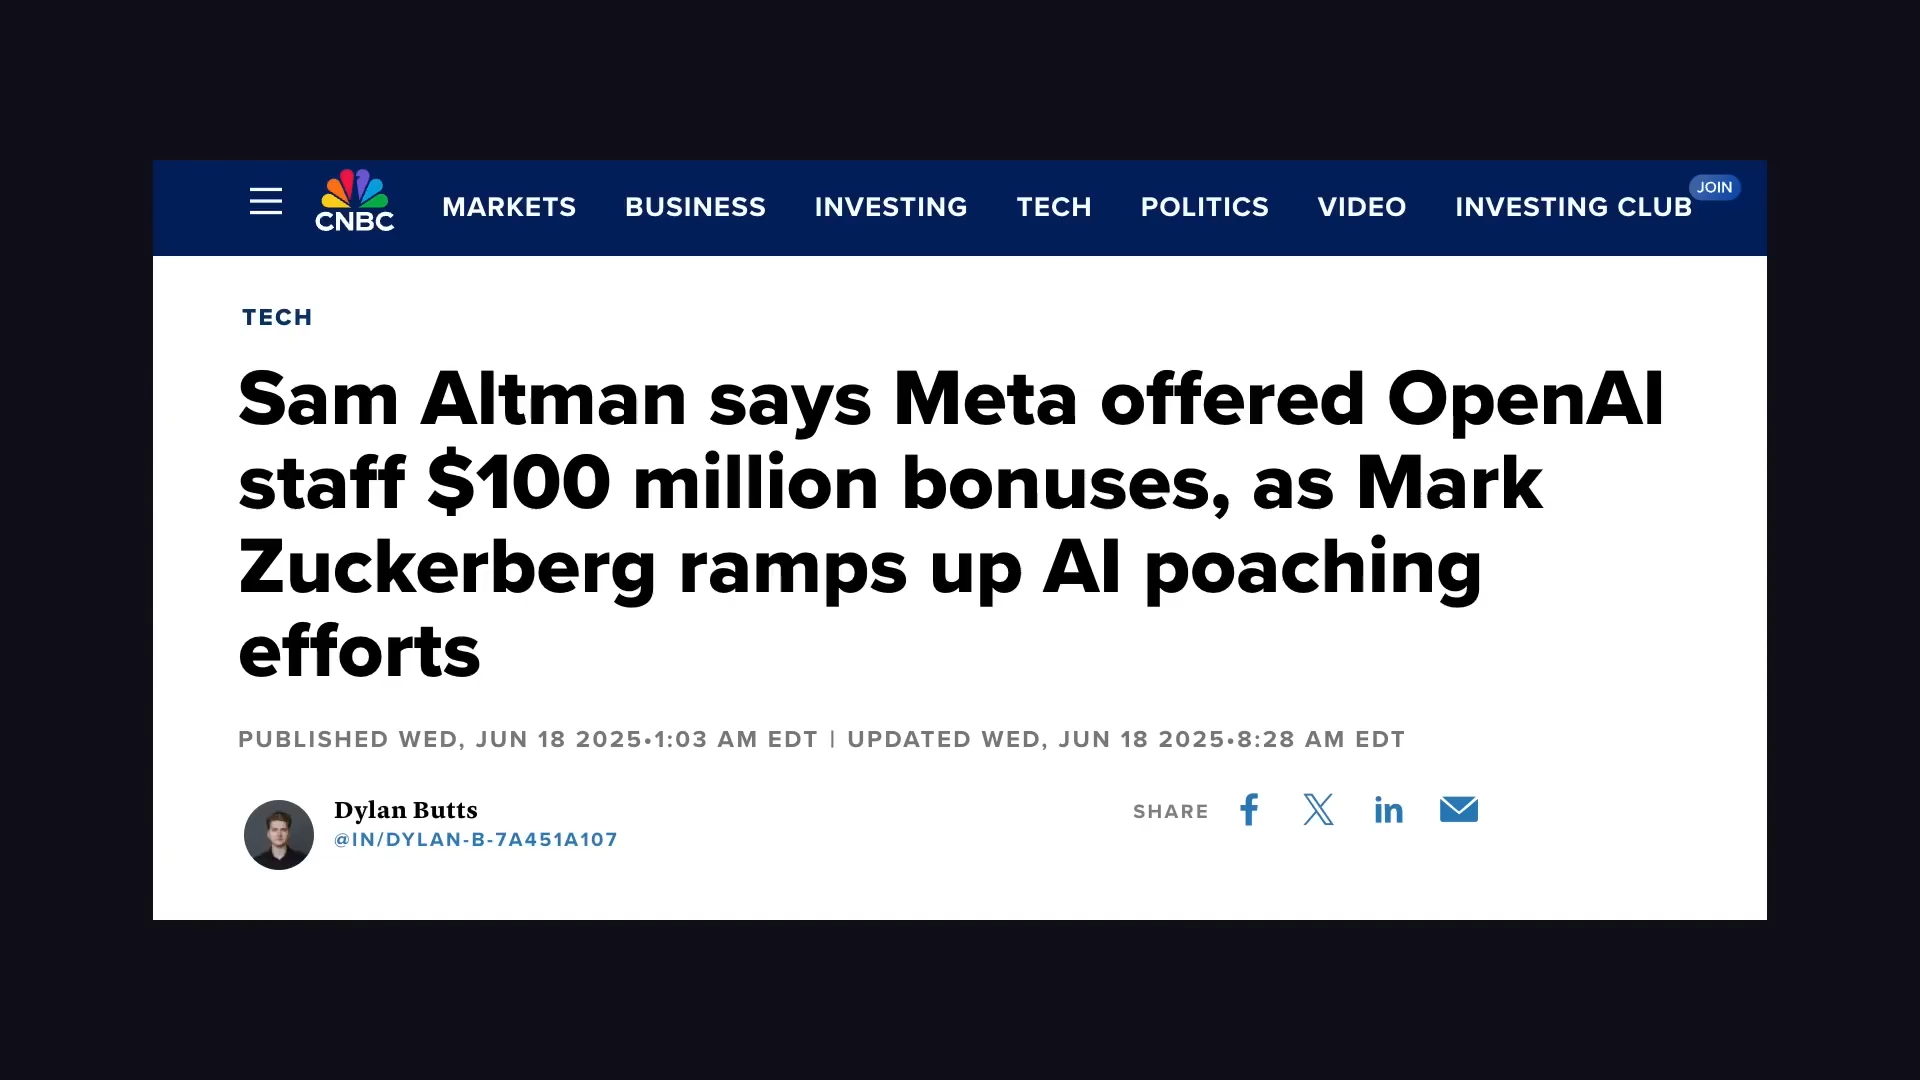 CNBC
MARKETS BUSINESS INVESTING TECH POLITICS VIDEO INVESTING CLUB JOIN
TECH
Sam Altman says Meta offered OpenAI
staff $100 million bonuses, as Mark
Zuckerberg ramps up AI poaching
efforts
PUBLISHED WED, JUN 18 2025•1:03 AM EDT | UPDATED WED, JUN 18 2025•8:28 AM EDT
Dylan Butts
@IN/DYLAN-B-7A451A107
SHARE